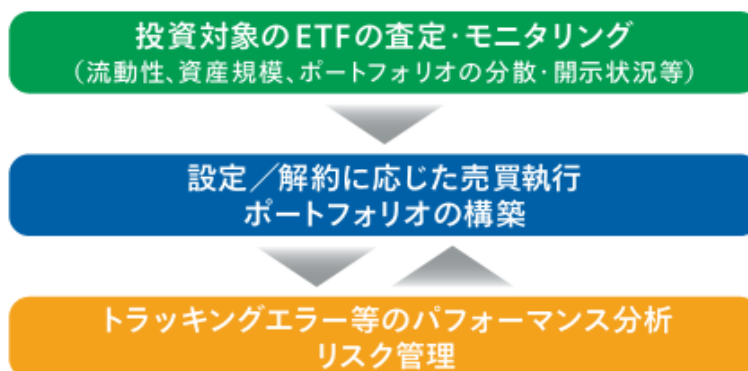 投資対象のETFの査定・モニタリング
（流動性、資産規模、ポートフォリオの分散・開示状況等）
設定／解約に応じた売買執行
ポートフォリオの構築
トラッキングエラー等のパフォーマンス分析
リスク管理